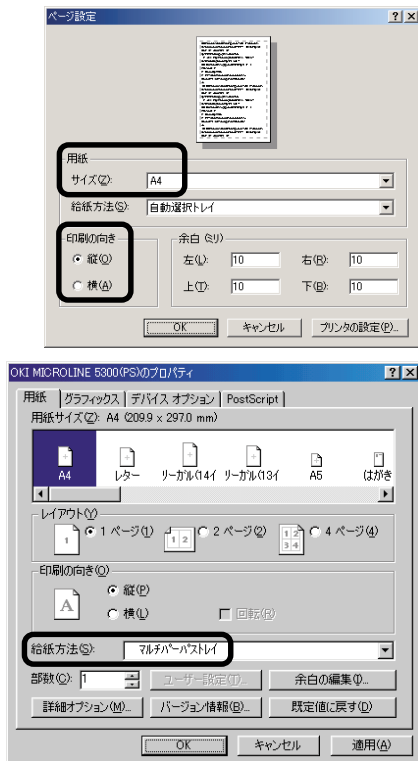 ページ設定
用紙
サイズ(Z): A4
給紙方法(S): 自動選択トレイ
印刷の向き
縦(O)
横(A)
余白 (ミリ)
左(L): 10 右(R): 10
上(T): 10 下(B): 10
OK キャンセル プリンタの設定(P)...
OKI MICROLINE 5300(PS)のプロパティ
用紙 グラフィックス デバイス オプション PostScript
用紙サイズ(Z): A4 (209.9 x 297.0 mm)
A4 レター リーガル(14イ リーガル(13イ A5 はがき
レイアウト(Y)
1 1 ページ(1) 1 2 2 ページ(2) 1 2 3 4 4 ページ(4)
印刷の向き(O)
A 縦(P)
横(L) 回転(R)
給紙方法(S): マルチパーパストレイ
部数(C): 1 ユーザー設定(T)... 余白の編集(I)...
詳細オプション(M)... バージョン情報(B)... 既定値に戻す(D)
OK キャンセル 適用(A)